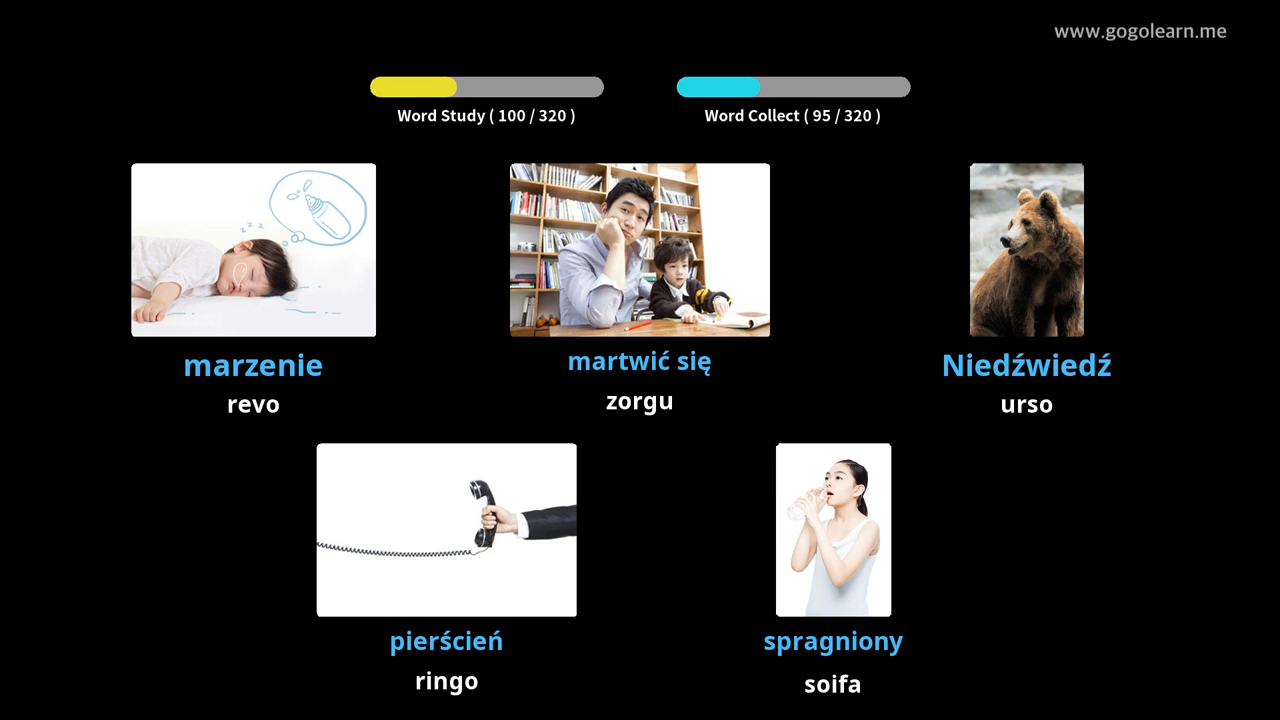 www.gogolearn.me
Word Study ( 100 / 320 )
Word Collect ( 95 / 320 )
z z z
marzenie
revo
martwić się
zorgu
Niedźwiedź
urso
pierścień
ringo
spragniony
soifa